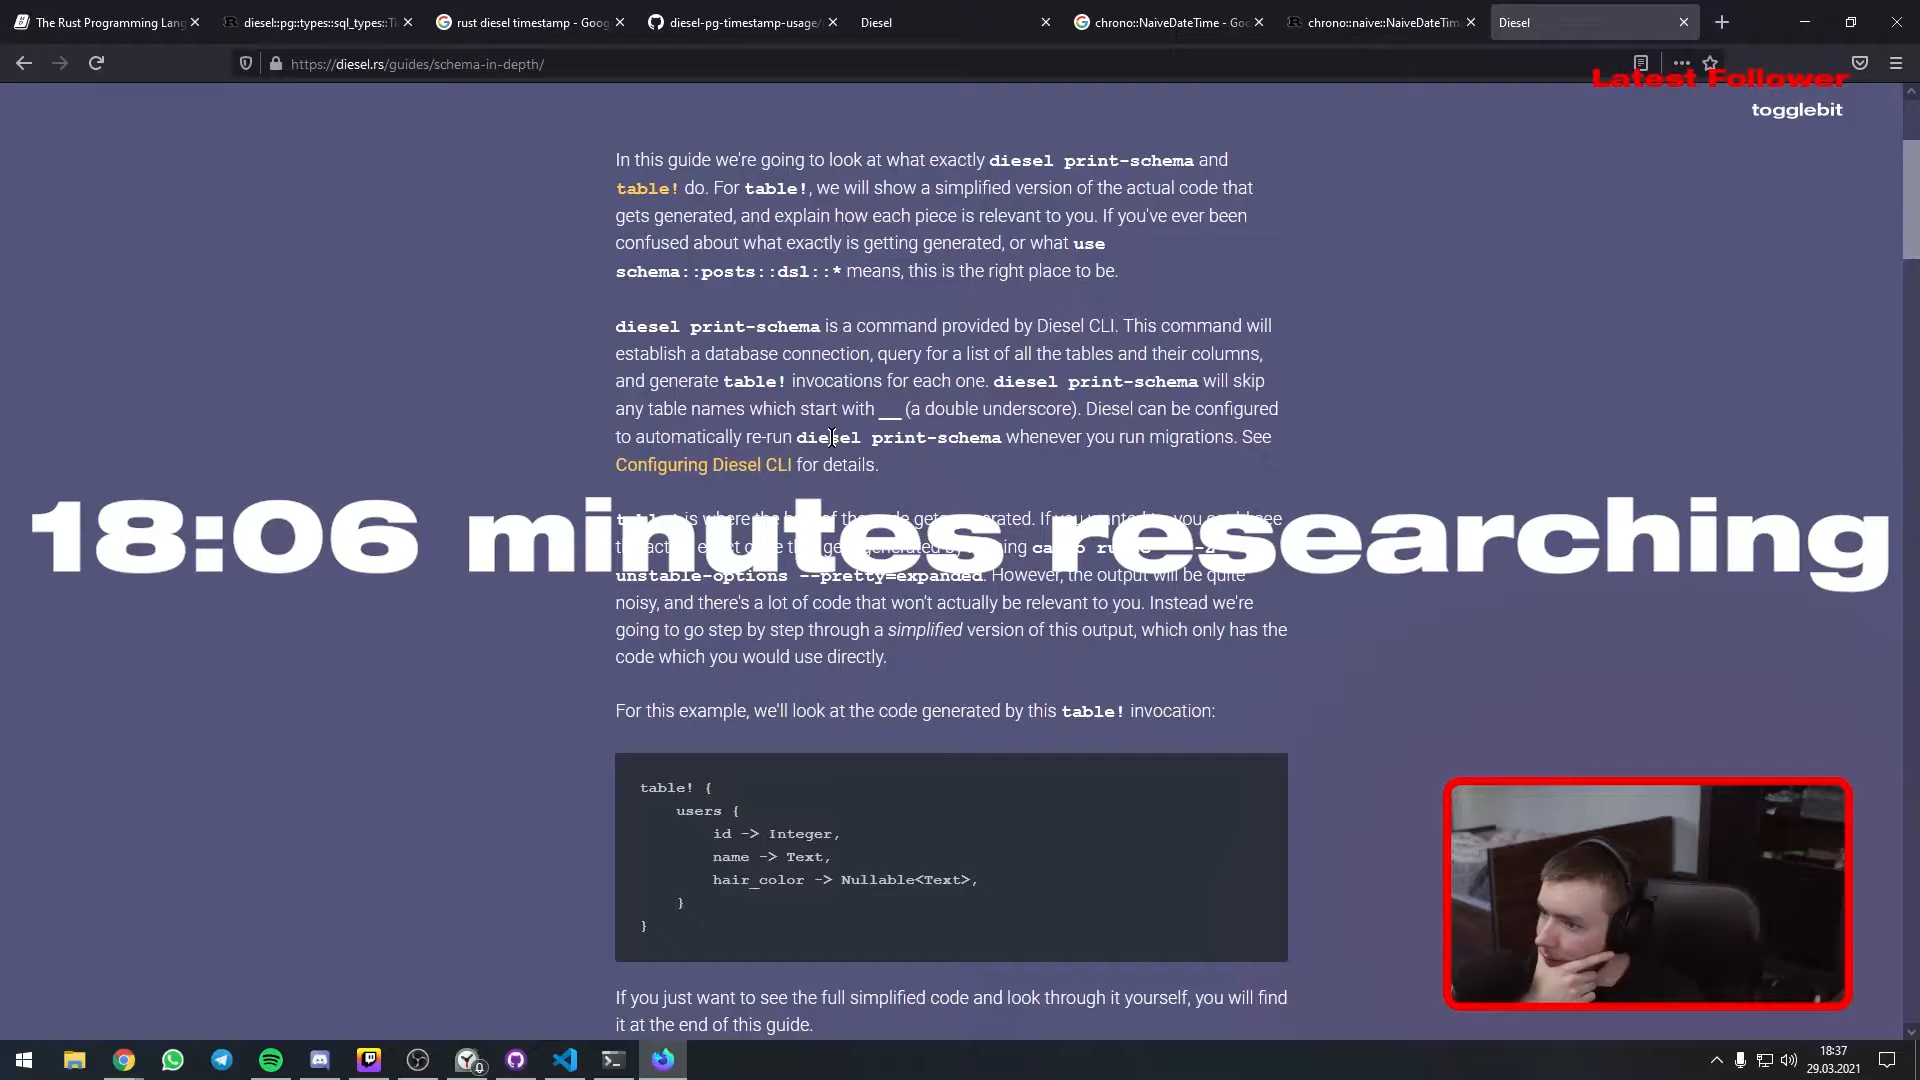 The Rust Programming Lang
diesel::pg::types::sql_types::Ti
rust diesel timestamp - Goog
diesel-pg-timestamp-usage/
Diesel
chrono::NaiveDateTime - Go
chrono::naive::NaiveDateTim
Diesel
https://diesel.rs/guides/schema-in-depth/
Latest Follower
togglebit
In this guide we're going to look at what exactly diesel print-schema and
table! do. For table!, we will show a simplified version of the actual code that
gets generated, and explain how each piece is relevant to you. If you've ever been
confused about what exactly is getting generated, or what use
schema::posts::dsl::* means, this is the right place to be.
diesel print-schema is a command provided by Diesel CLI. This command will
establish a database connection, query for a list of all the tables and their columns,
and generate table! invocations for each one. diesel print-schema will skip
any table names which start with __ (a double underscore). Diesel can be configured
to automatically re-run diesel print-schema whenever you run migrations. See
Configuring Diesel CLI for details.
18:06 minutes researching
is where the of the gets generated. If you wanted
unstable-options --pretty=expanded. However, the output will be quite
noisy, and there's a lot of code that won't actually be relevant to you. Instead we're
going to go step by step through a simplified version of this output, which only has the
code which you would use directly.
For this example, we'll look at the code generated by this table! invocation:
table! {
users {
id -> Integer,
name -> Text,
hair_color -> Nullable<Text>,
}
}
If you just want to see the full simplified code and look through it yourself, you will find
it at the end of this guide.
18:37
29.03.2021